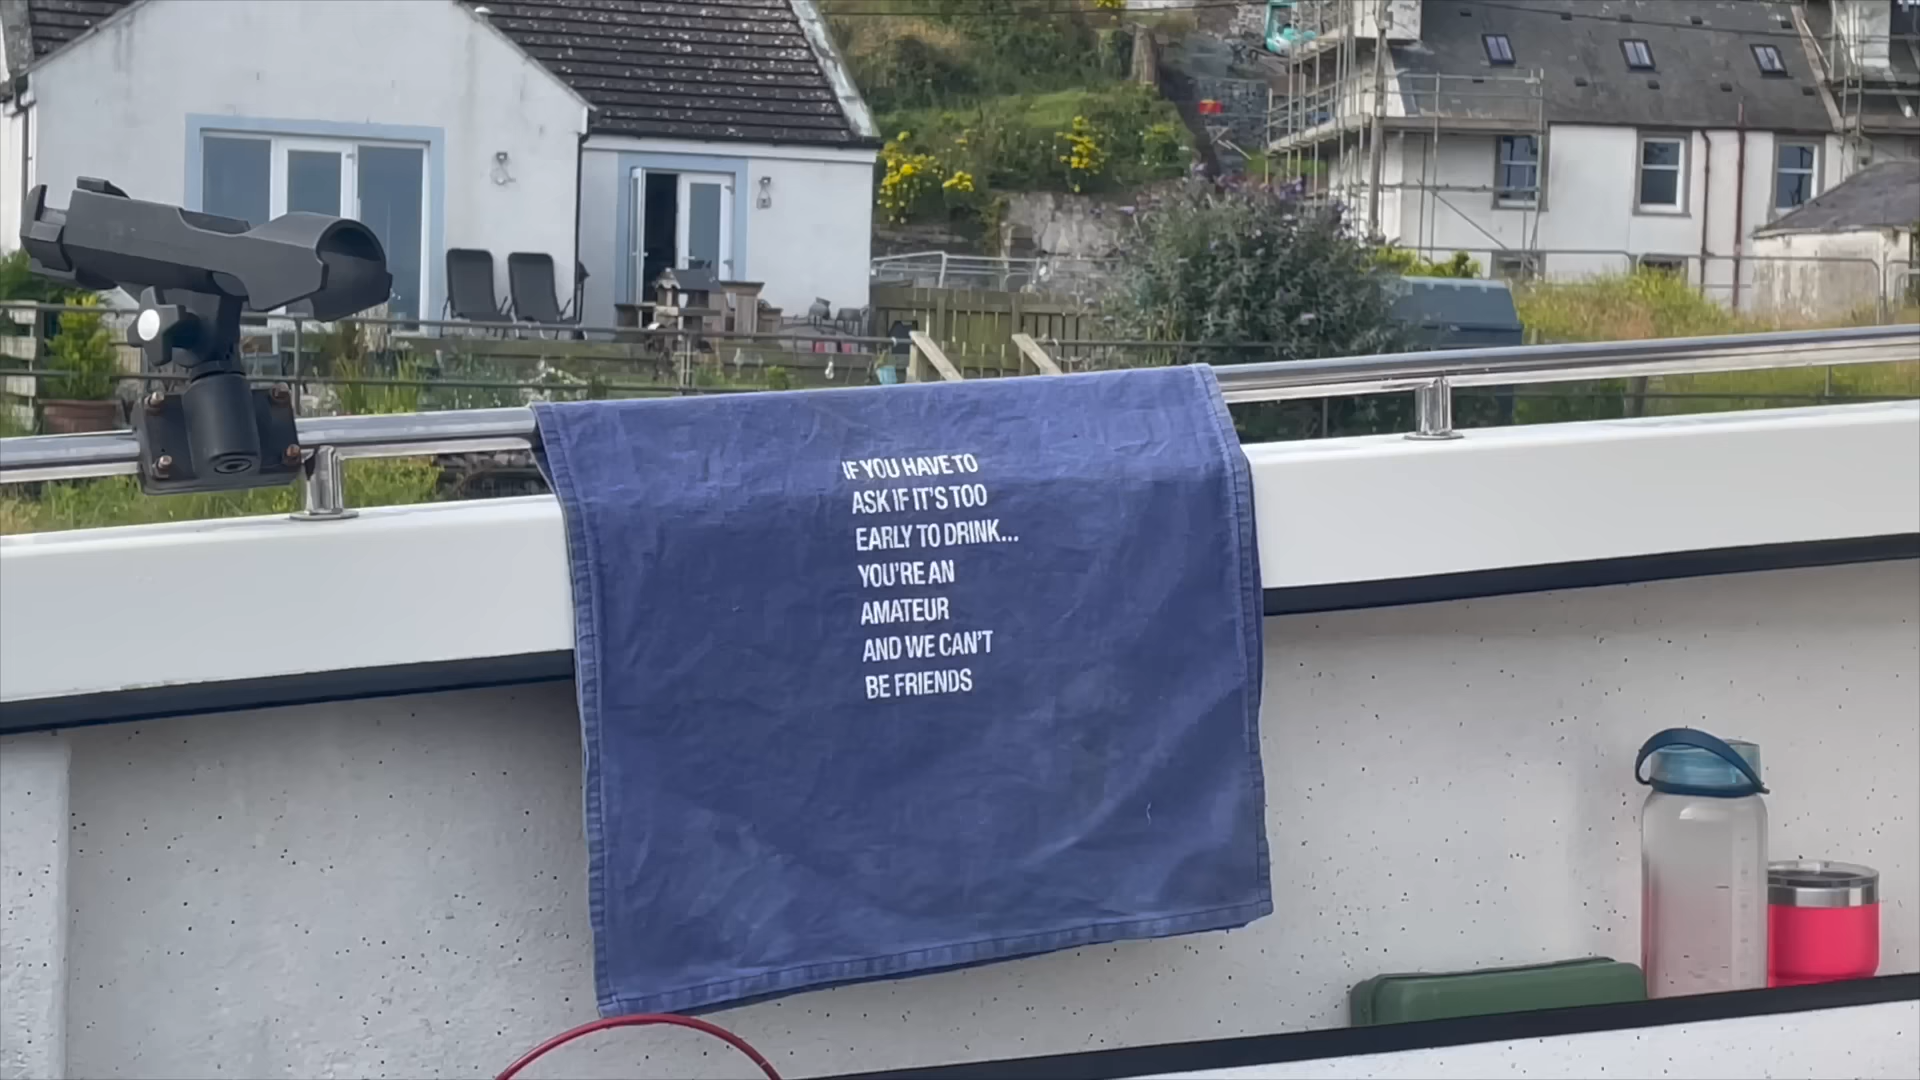 IF YOU HAVE TO
ASK IF IT'S TOO
EARLY TO DRINK...
YOU'RE AN
AMATEUR
AND WE CAN'T
BE FRIENDS